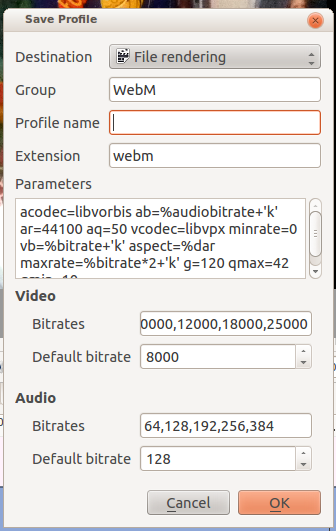 Save Profile
Destination File rendering
Group WebM
Profile name
Extension webm
Parameters
acodec=libvorbis ab=%audiobitrate+'k'
ar=44100 aq=50 vcodec=libvpx minrate=0
vb=%bitrate+'k' aspect=%dar
maxrate=%bitrate*2+'k' g=120 qmax=42
Video
Bitrates 0000,12000,18000,25000
Default bitrate 8000
Audio
Bitrates 64,128,192,256,384
Default bitrate 128
Cancel OK